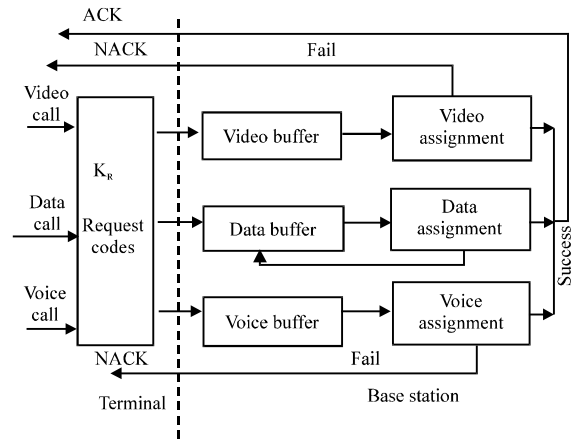 ACK
NACK
Fail
Video
call
Video buffer
Video
assignment
K_R
Data
call
Request
codes
Data buffer
Data
assignment
Success
Voice
call
Voice buffer
Voice
assignment
NACK
Fail
Terminal
Base station